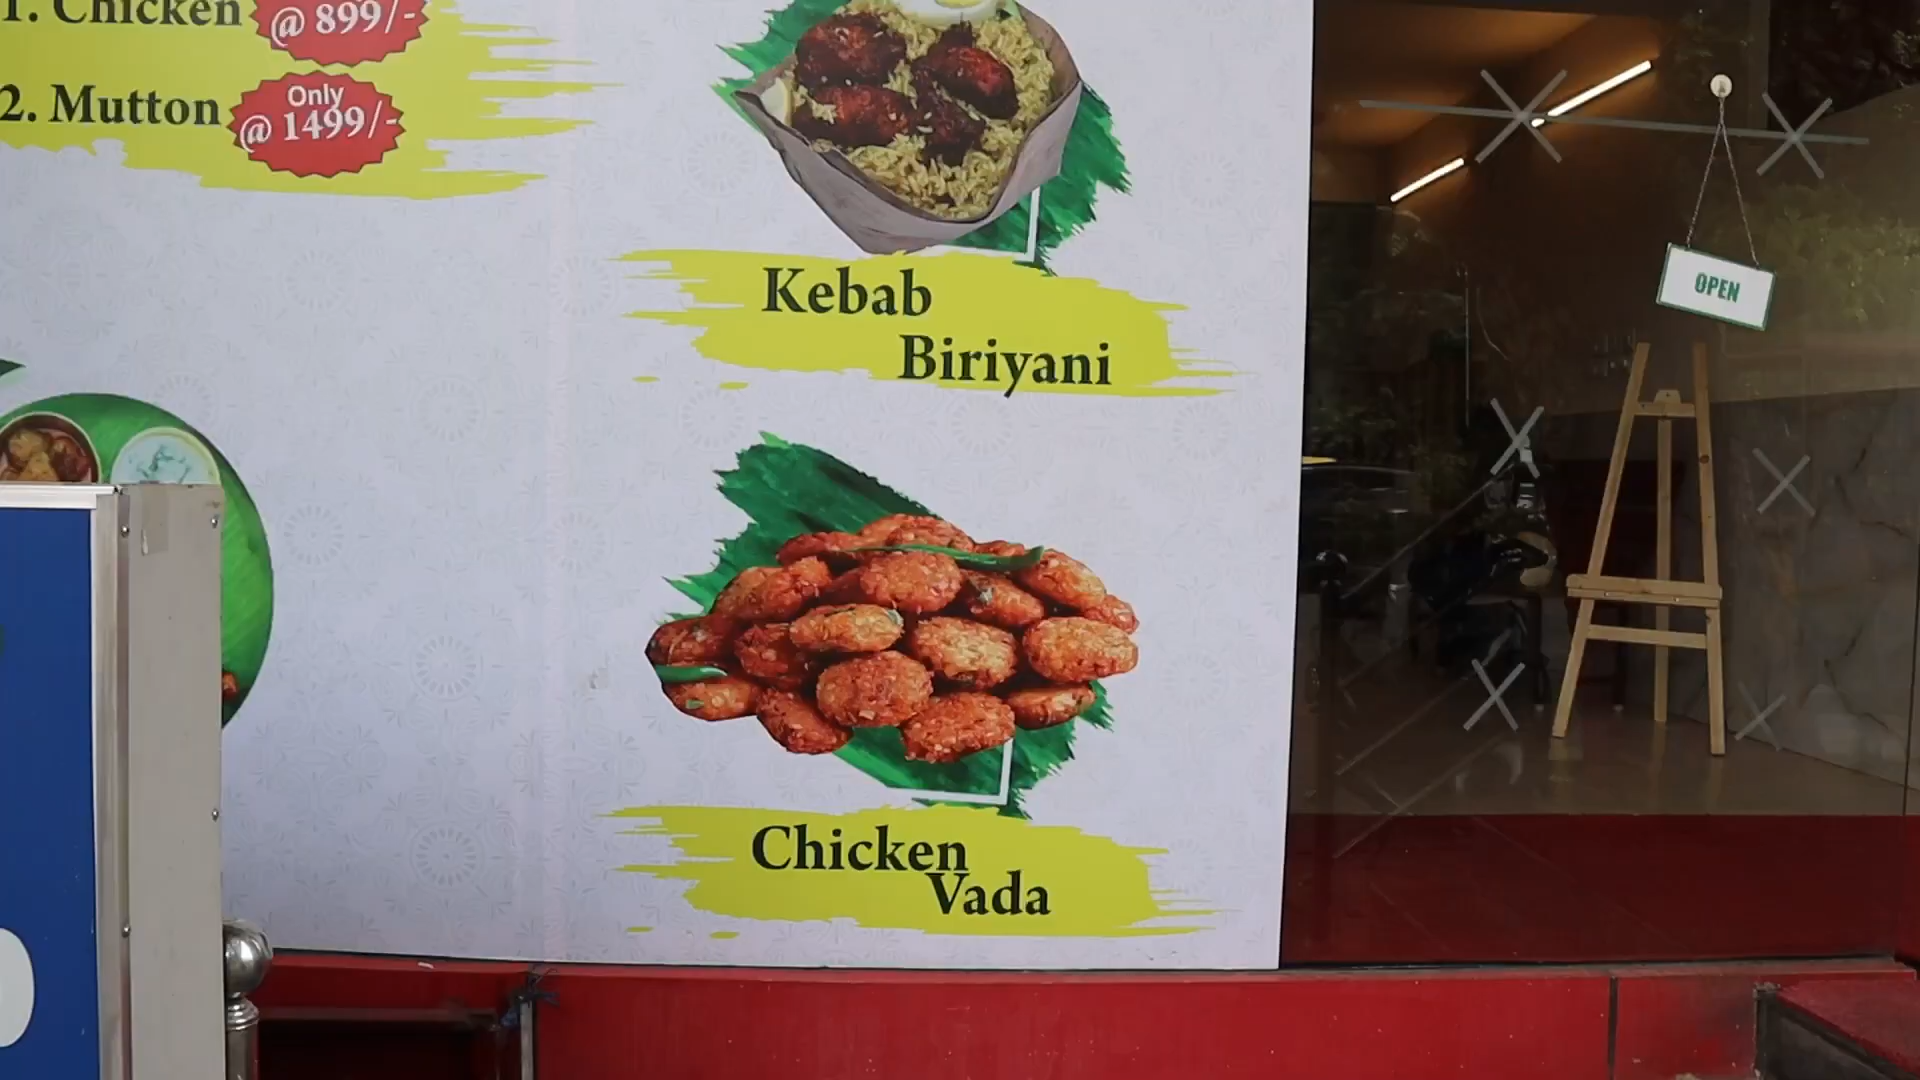 1. Chicken
@ 899/-
2. Mutton
Only
@ 1499/-
Kebab
Biriyani
Chicken
Vada
OPEN